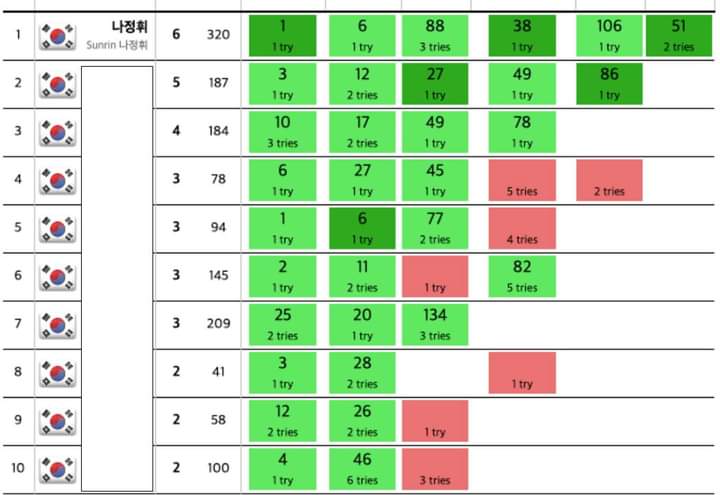 1 나정휘 6 320 1 6 88 38 106 51
Sunrin 나정휘 1 try 1 try 3 tries 1 try 1 try 2 tries
2 5 187 3 12 27 49 86
1 try 2 tries 1 try 1 try 1 try
3 4 184 10 17 49 78
3 tries 2 tries 1 try 1 try
4 3 78 6 27 45
1 try 1 try 1 try 5 tries 2 tries
5 3 94 1 6 77
1 try 1 try 2 tries 4 tries
6 3 145 2 11 82
1 try 2 tries 1 try 5 tries
7 3 209 25 20 134
2 tries 1 try 3 tries
8 2 41 3 28
1 try 2 tries 1 try
9 2 58 12 26
2 tries 2 tries 1 try
10 2 100 4 46
1 try 6 tries 3 tries